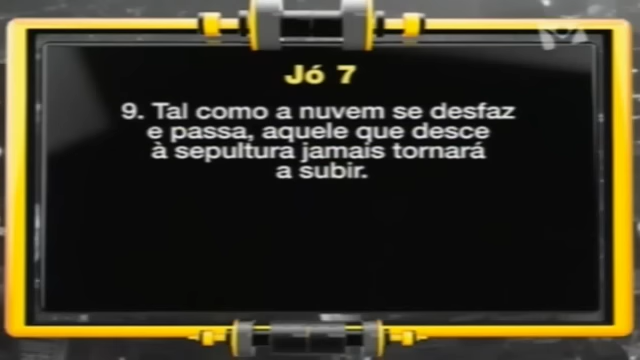 Jó 7
9. Tal como a nuvem se desfaz
e passa, aquele que desce
à sepultura jamais tornará
a subir.